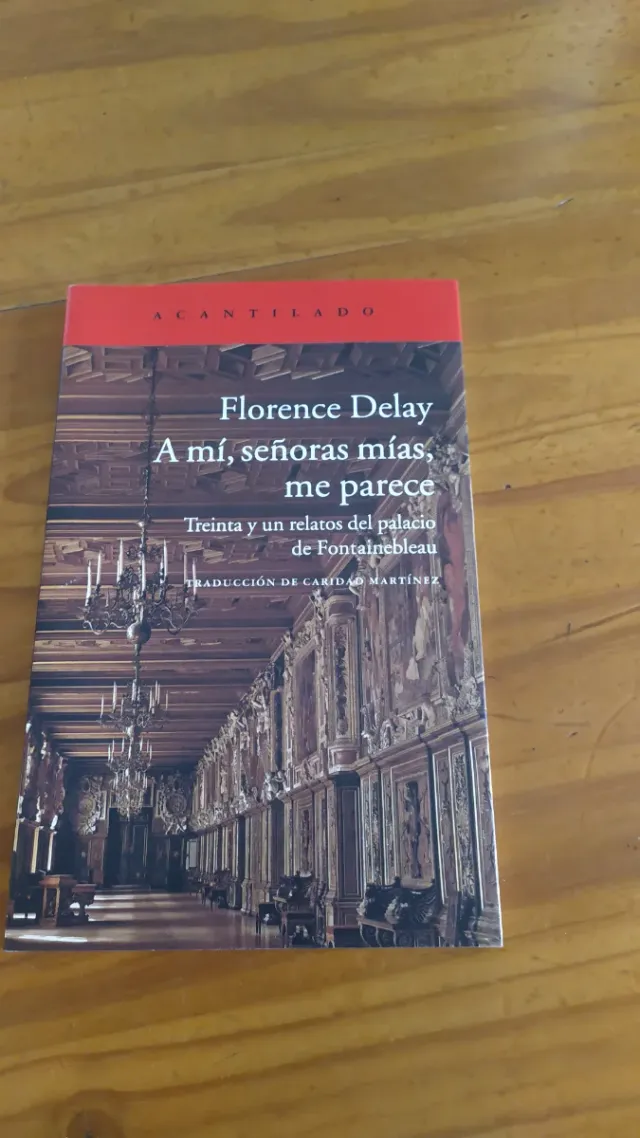 ACANTILADO
Florence Delay
A mí, señoras mías,
me parece
Treinta y un relatos del palacio
de Fontainebleau
TRADUCCIÓN DE CARIDAD MARTÍNEZ